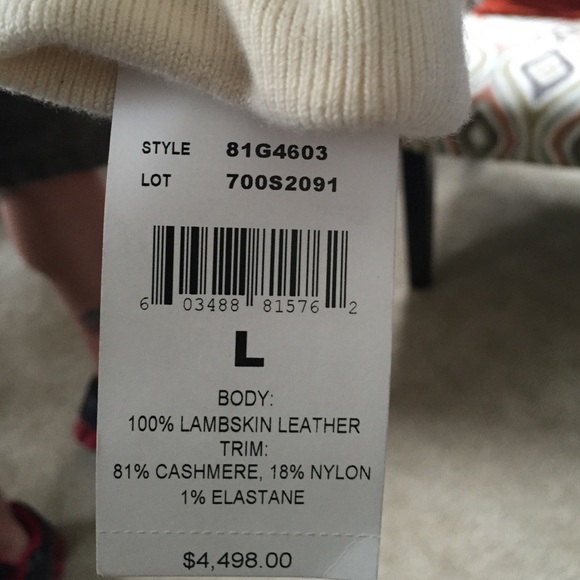 STYLE 81G4603
LOT 700S2091
6 03488 81576 2
L
BODY:
100% LAMBSKIN LEATHER
TRIM:
81% CASHMERE, 18% NYLON
1% ELASTANE
$4,498.00